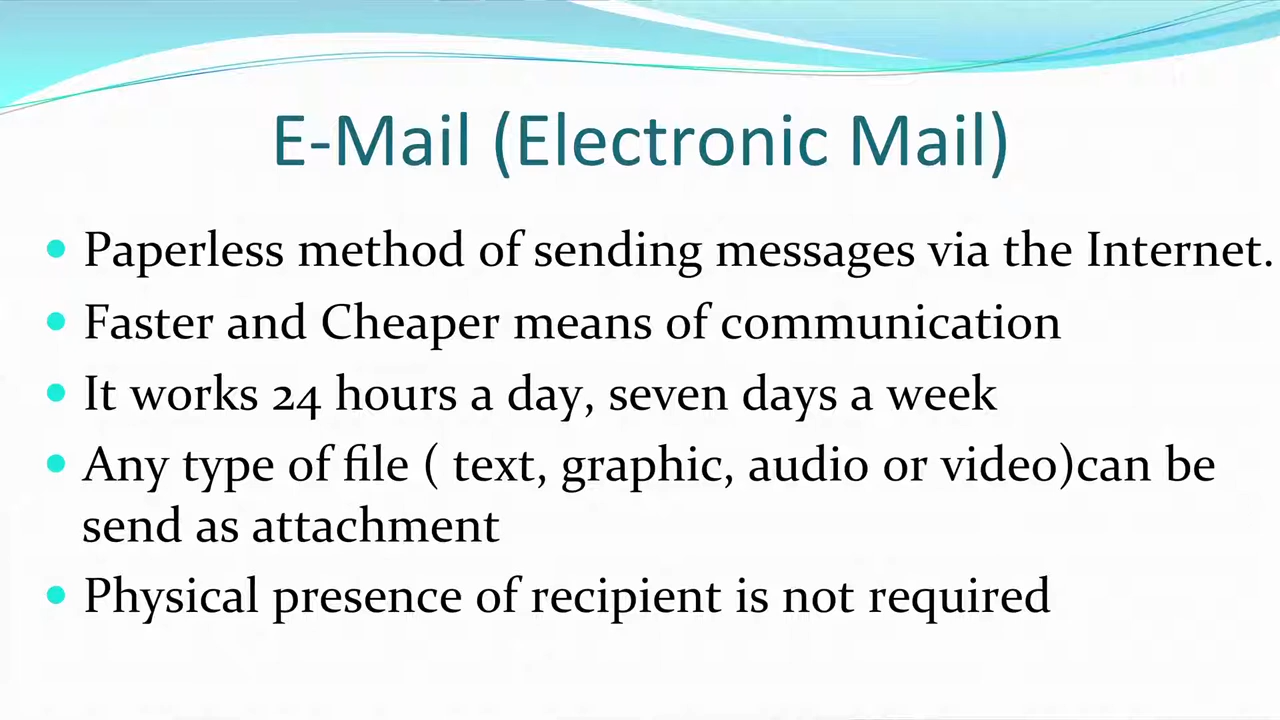 E-Mail (Electronic Mail)
• Paperless method of sending messages via the Internet.
• Faster and Cheaper means of communication
• It works 24 hours a day, seven days a week
• Any type of file ( text, graphic, audio or video)can be
send as attachment
• Physical presence of recipient is not required